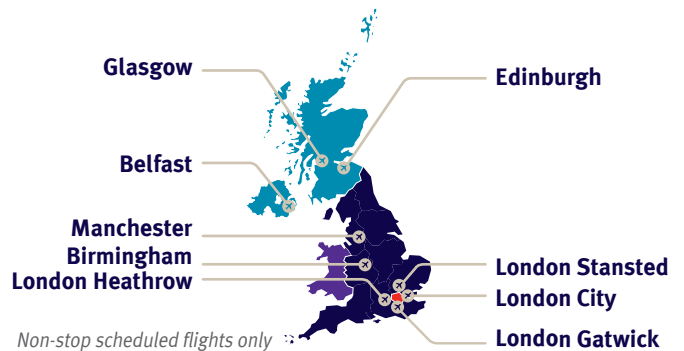 Glasgow
Edinburgh
Belfast
Manchester
Birmingham
London Heathrow
London Stansted
London City
London Gatwick
Non-stop scheduled flights only